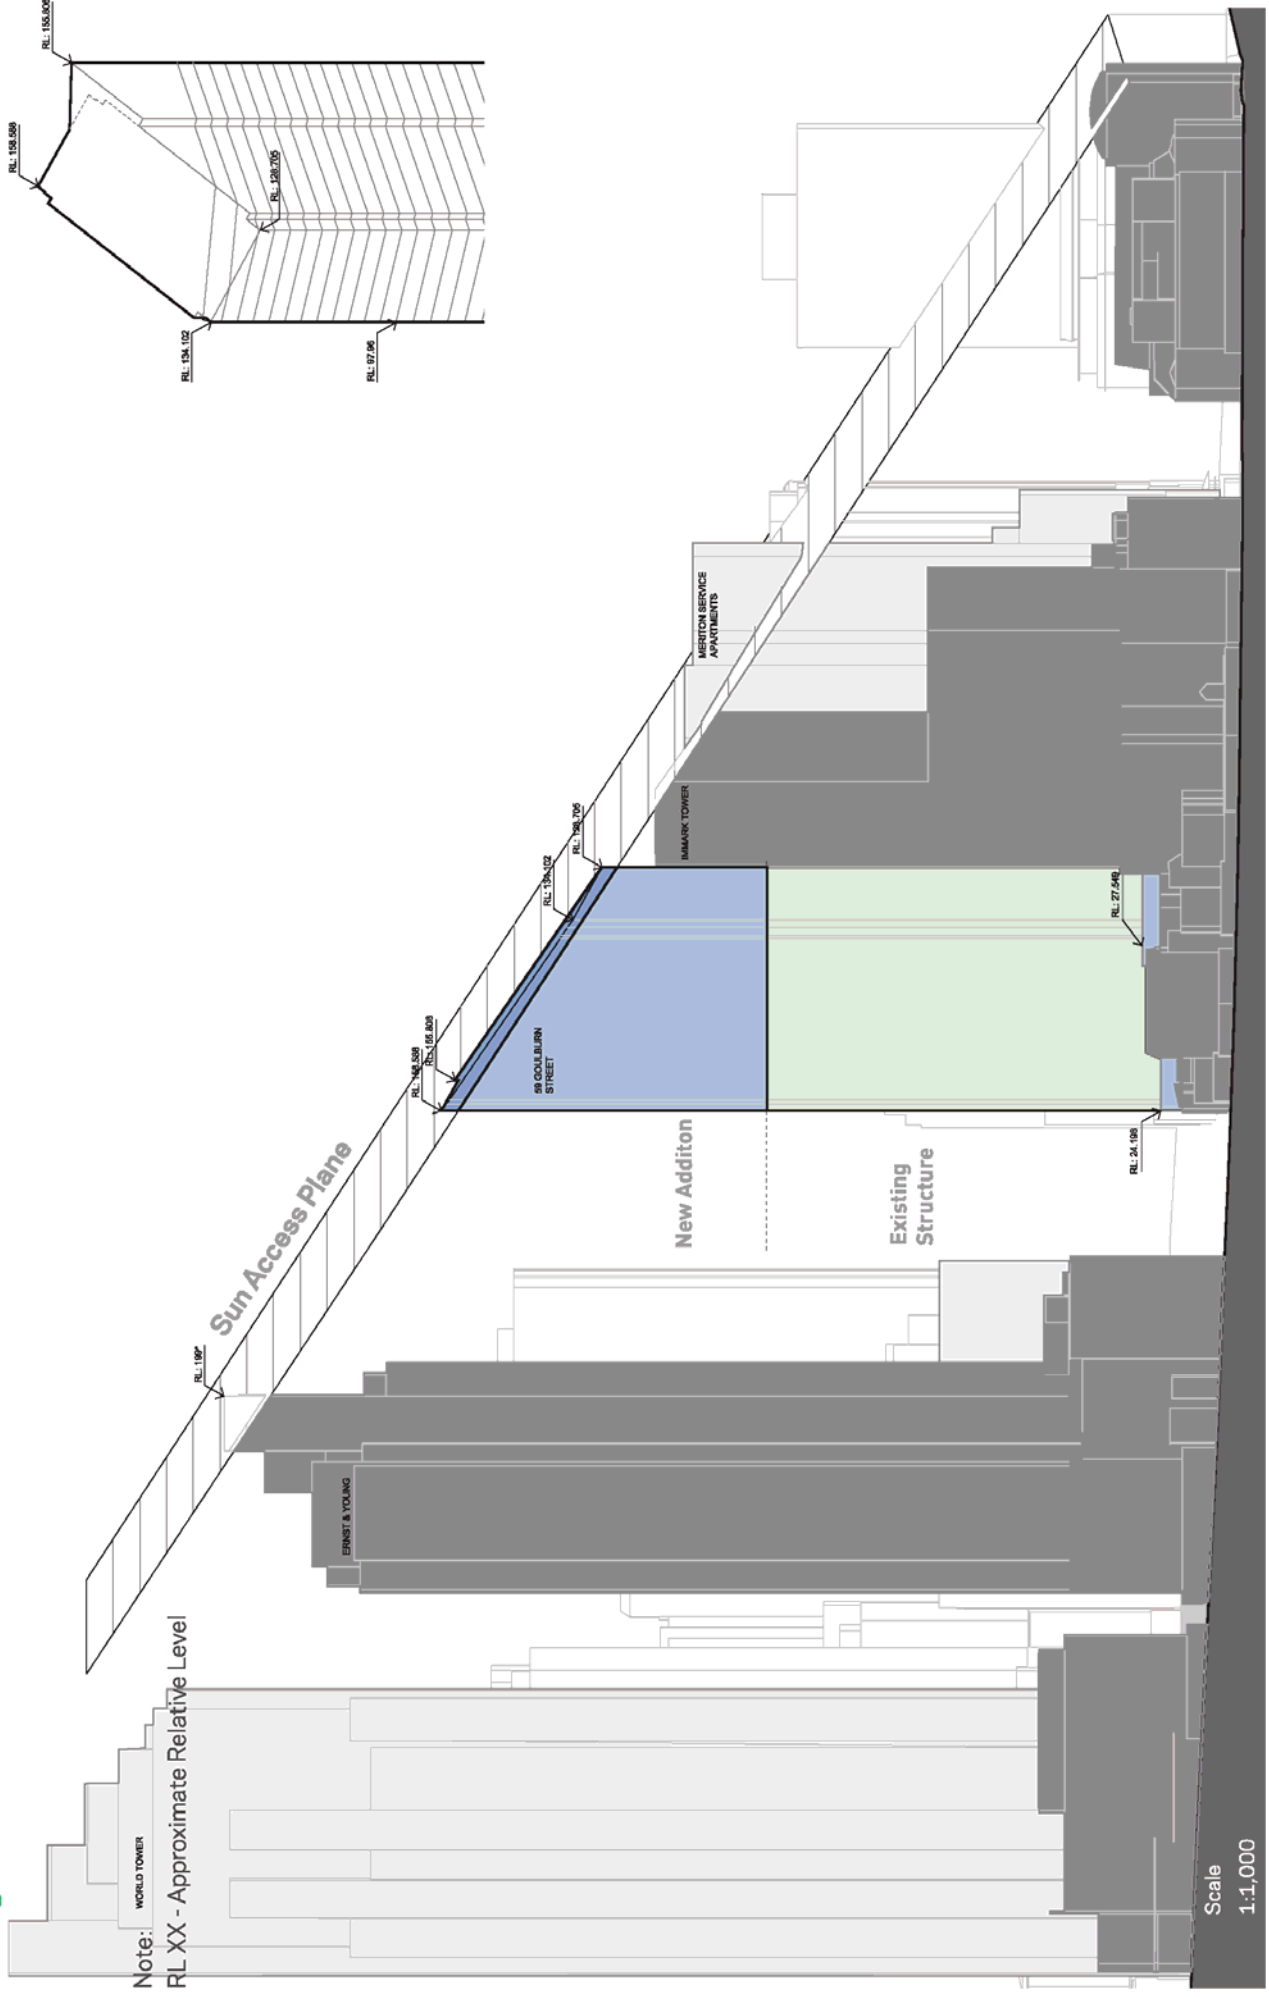 RL: 158.588
RL: 155.808
RL: 128.705
RL: 134.102
RL: 97.96
Sun Access Plane
RL: 199*
RL: 158.588
RL: 155.808
RL: 134.102
RL: 128.705
MERITON SERVICE
APARTMENTS
IMMARK TOWER
59 GOULBURN
STREET
New Additon
Existing
Structure
RL: 27.549
RL: 24.198
ERNST & YOUNG
WORLD TOWER
Note:
RL XX - Approximate Relative Level
Scale
1:1,000